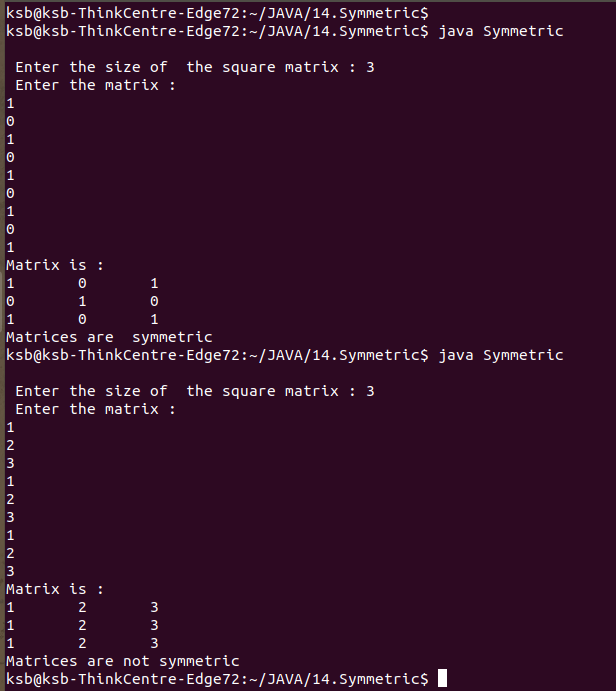 ksb@ksb-ThinkCentre-Edge72:~/JAVA/14.Symmetric$
ksb@ksb-ThinkCentre-Edge72:~/JAVA/14.Symmetric$ java Symmetric
 Enter the size of  the square matrix : 3
 Enter the matrix :
1
0
1
0
1
0
1
0
1
Matrix is :
1       0       1
0       1       0
1       0       1
Matrices are  symmetric
ksb@ksb-ThinkCentre-Edge72:~/JAVA/14.Symmetric$ java Symmetric
 Enter the size of  the square matrix : 3
 Enter the matrix :
1
2
3
1
2
3
1
2
3
Matrix is :
1       2       3
1       2       3
1       2       3
Matrices are not symmetric
ksb@ksb-ThinkCentre-Edge72:~/JAVA/14.Symmetric$